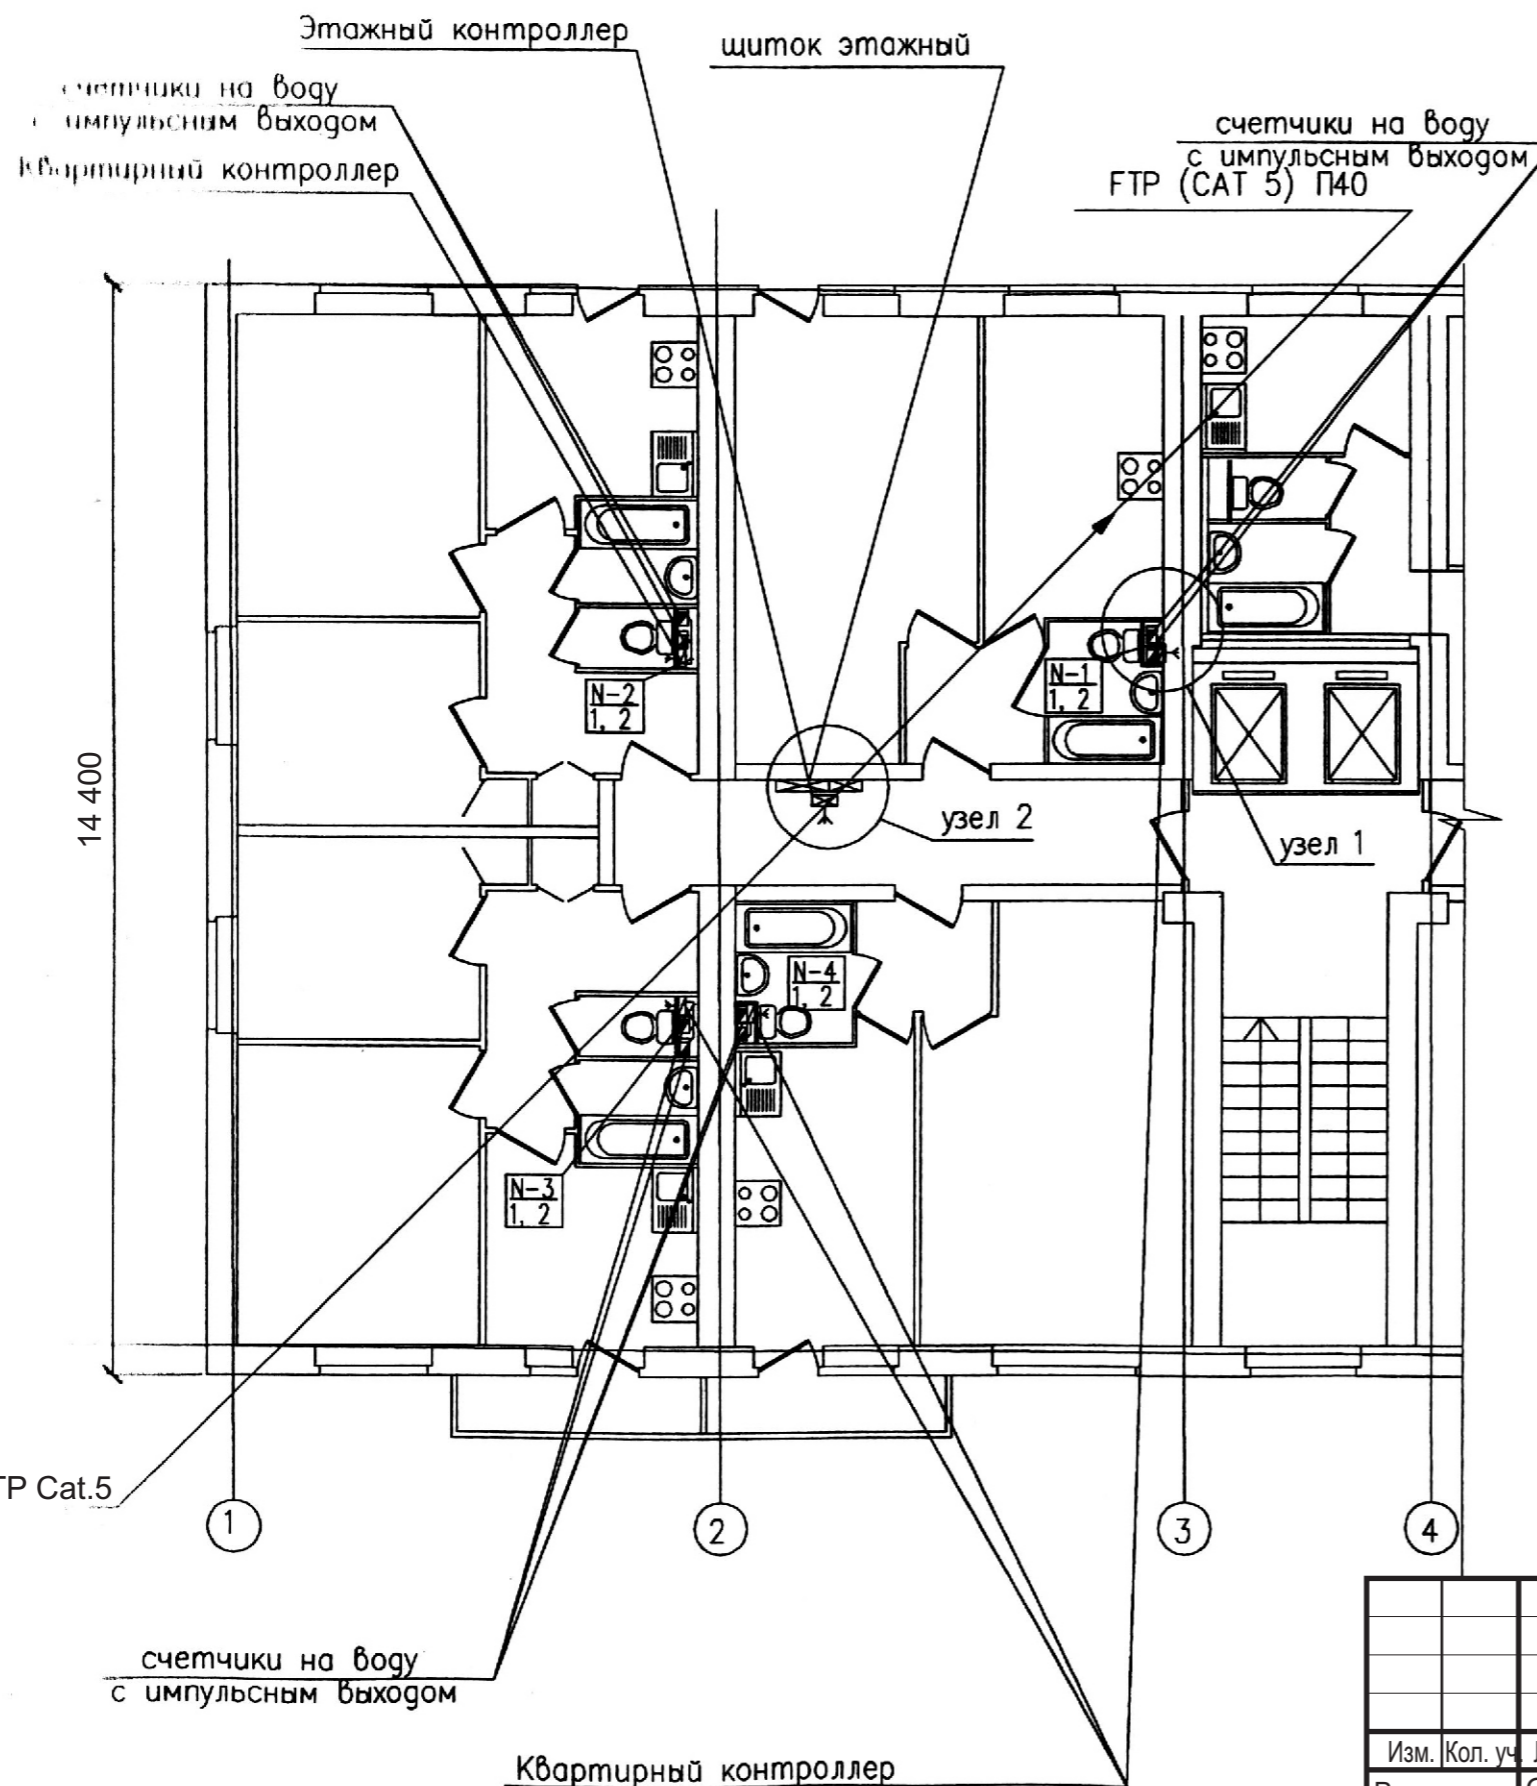 Этажный контроллер
щиток этажный
счетчики на воду
с импульсным выходом
Квартирный контроллер
счетчики на воду
с импульсным выходом
FTP (CAT 5) П40
14 400
N-2
1, 2
N-1
1, 2
узел 2
узел 1
N-4
1, 2
N-3
1, 2
TP Cat.5
1
2
3
4
счетчики на воду
с импульсным выходом
Квартирный контроллер
Изм. Кол. уч.